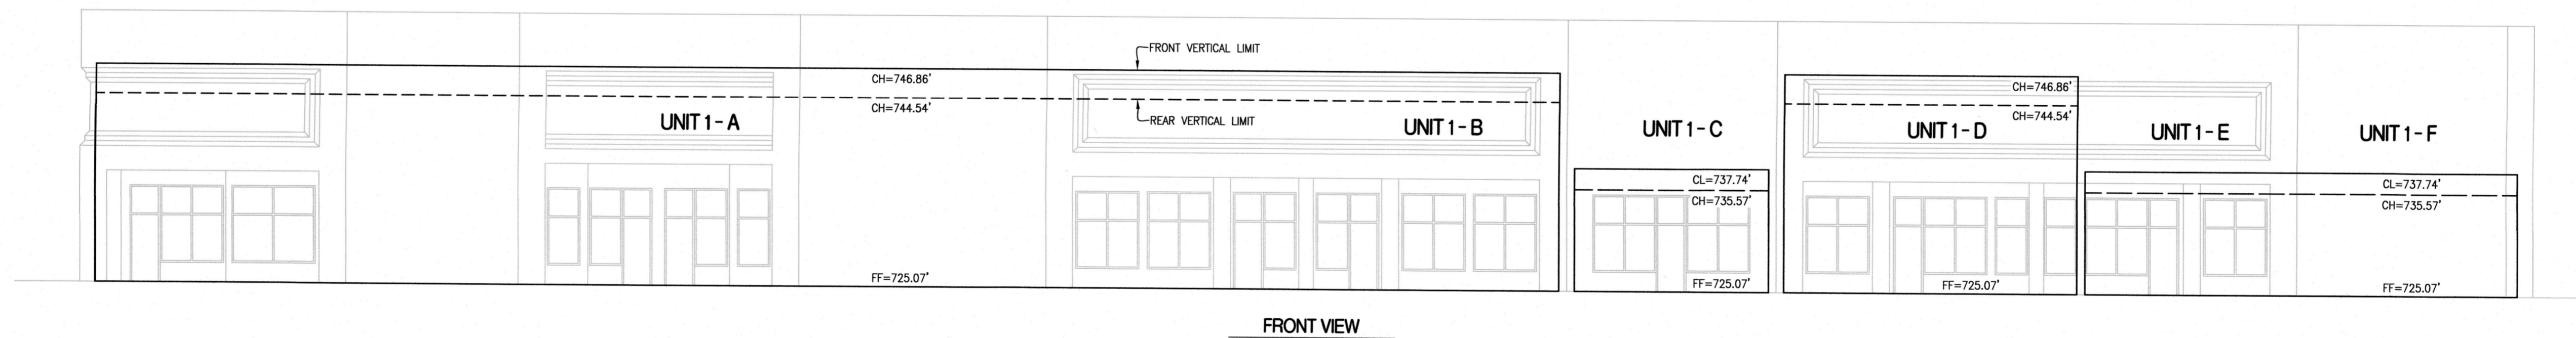 FRONT VERTICAL LIMIT
CH=746.86'
CH=744.54'
REAR VERTICAL LIMIT
UNIT 1-A
UNIT 1-B
UNIT 1-C
UNIT 1-D
UNIT 1-E
UNIT 1-F
CH=746.86'
CH=744.54'
CL=737.74'
CH=735.57'
CL=737.74'
CH=735.57'
FF=725.07'
FF=725.07'
FF=725.07'
FF=725.07'
FRONT VIEW